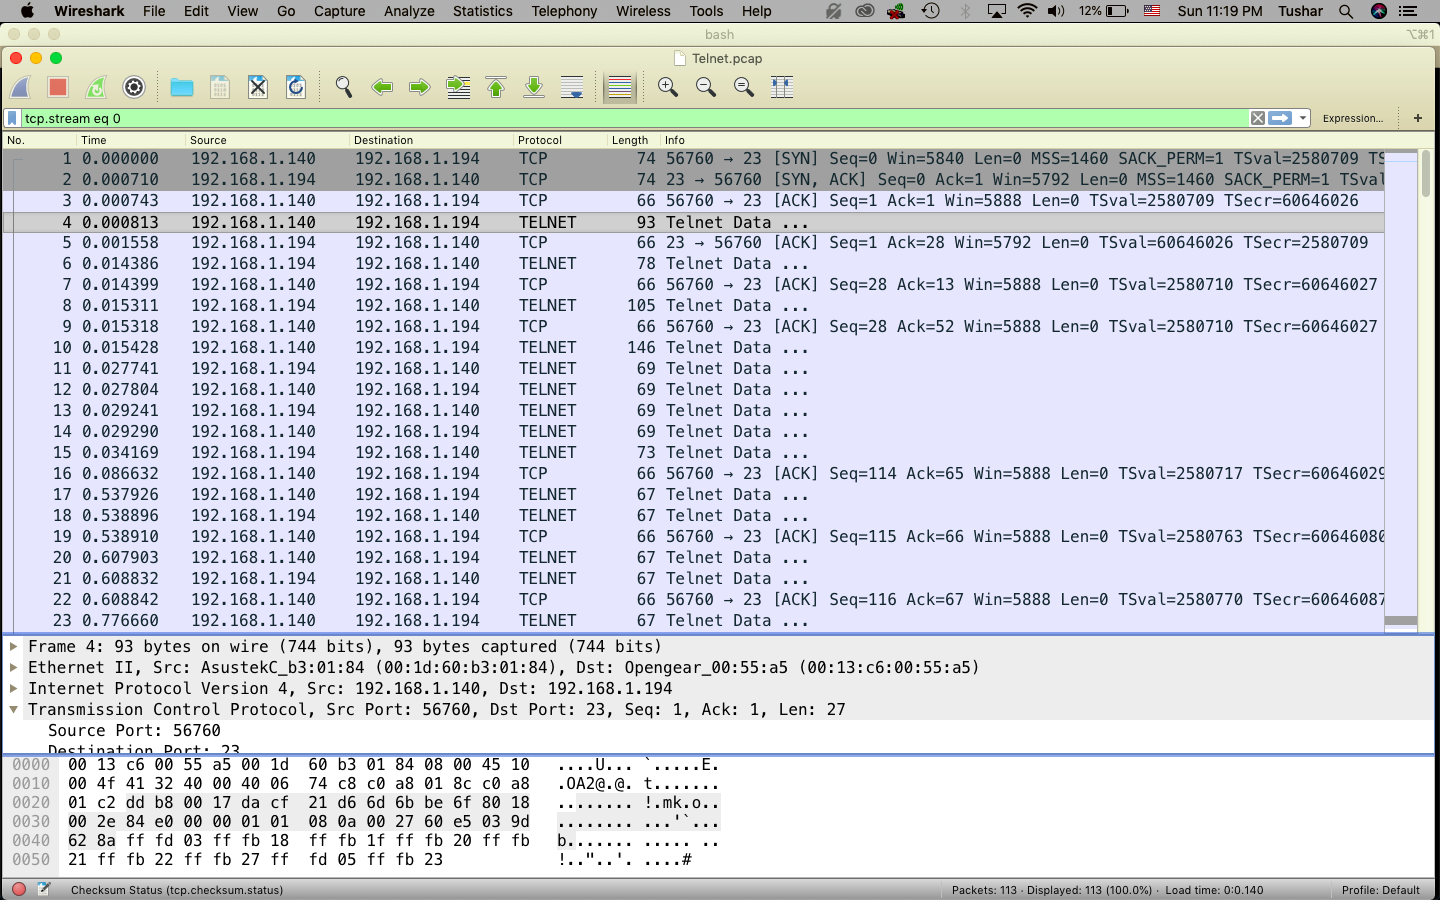 Wireshark File Edit View Go Capture Analyze Statistics Telephony Wireless Tools Help 12% Sun 11:19 PM Tushar
bash ⌥⌘1
Telnet.pcap
tcp.stream eq 0 Expression... +
No. Time Source Destination Protocol Length Info
1 0.000000 192.168.1.140 192.168.1.194 TCP 74 56760 → 23 [SYN] Seq=0 Win=5840 Len=0 MSS=1460 SACK_PERM=1 TSval=2580709 TS
2 0.000710 192.168.1.194 192.168.1.140 TCP 74 23 → 56760 [SYN, ACK] Seq=0 Ack=1 Win=5792 Len=0 MSS=1460 SACK_PERM=1 TSval
3 0.000743 192.168.1.140 192.168.1.194 TCP 66 56760 → 23 [ACK] Seq=1 Ack=1 Win=5888 Len=0 TSval=2580709 TSecr=60646026
4 0.000813 192.168.1.140 192.168.1.194 TELNET 93 Telnet Data ...
5 0.001558 192.168.1.194 192.168.1.140 TCP 66 23 → 56760 [ACK] Seq=1 Ack=28 Win=5792 Len=0 TSval=60646026 TSecr=2580709
6 0.014386 192.168.1.194 192.168.1.140 TELNET 78 Telnet Data ...
7 0.014399 192.168.1.140 192.168.1.194 TCP 66 56760 → 23 [ACK] Seq=28 Ack=13 Win=5888 Len=0 TSval=2580710 TSecr=60646027
8 0.015311 192.168.1.194 192.168.1.140 TELNET 105 Telnet Data ...
9 0.015318 192.168.1.140 192.168.1.194 TCP 66 56760 → 23 [ACK] Seq=28 Ack=52 Win=5888 Len=0 TSval=2580710 TSecr=60646027
10 0.015428 192.168.1.140 192.168.1.194 TELNET 146 Telnet Data ...
11 0.027741 192.168.1.194 192.168.1.140 TELNET 69 Telnet Data ...
12 0.027804 192.168.1.140 192.168.1.194 TELNET 69 Telnet Data ...
13 0.029241 192.168.1.194 192.168.1.140 TELNET 69 Telnet Data ...
14 0.029290 192.168.1.140 192.168.1.194 TELNET 69 Telnet Data ...
15 0.034169 192.168.1.194 192.168.1.140 TELNET 73 Telnet Data ...
16 0.086632 192.168.1.140 192.168.1.194 TCP 66 56760 → 23 [ACK] Seq=114 Ack=65 Win=5888 Len=0 TSval=2580717 TSecr=60646029
17 0.537926 192.168.1.140 192.168.1.194 TELNET 67 Telnet Data ...
18 0.538896 192.168.1.194 192.168.1.140 TELNET 67 Telnet Data ...
19 0.538910 192.168.1.140 192.168.1.194 TCP 66 56760 → 23 [ACK] Seq=115 Ack=66 Win=5888 Len=0 TSval=2580763 TSecr=60646080
20 0.607903 192.168.1.140 192.168.1.194 TELNET 67 Telnet Data ...
21 0.608832 192.168.1.194 192.168.1.140 TELNET 67 Telnet Data ...
22 0.608842 192.168.1.140 192.168.1.194 TCP 66 56760 → 23 [ACK] Seq=116 Ack=67 Win=5888 Len=0 TSval=2580770 TSecr=60646087
23 0.776660 192.168.1.140 192.168.1.194 TELNET 67 Telnet Data ...
Frame 4: 93 bytes on wire (744 bits), 93 bytes captured (744 bits)
Ethernet II, Src: AsustekC_b3:01:84 (00:1d:60:b3:01:84), Dst: Opengear_00:55:a5 (00:13:c6:00:55:a5)
Internet Protocol Version 4, Src: 192.168.1.140, Dst: 192.168.1.194
Transmission Control Protocol, Src Port: 56760, Dst Port: 23, Seq: 1, Ack: 1, Len: 27
Source Port: 56760
Destination Port: 23
0000 00 13 c6 00 55 a5 00 1d 60 b3 01 84 08 00 45 10 ....U... `.....E.
0010 00 4f 41 32 40 00 40 06 74 c8 c0 a8 01 8c c0 a8 .OA2@.@. t.......
0020 01 c2 dd b8 00 17 da cf 21 d6 6d 6b be 6f 80 18 ........ !.mk.o..
0030 00 2e 84 e0 00 00 01 01 08 0a 00 27 60 e5 03 9d ........ ...'`...
0040 62 8a ff fd 03 ff fb 18 ff fb 1f ff fb 20 ff fb b....... ..... ..
0050 21 ff fb 22 ff fb 27 ff fd 05 ff fb 23 !.."..'. ....#
Checksum Status (tcp.checksum.status) Packets: 113 · Displayed: 113 (100.0%) · Load time: 0:0.140 Profile: Default